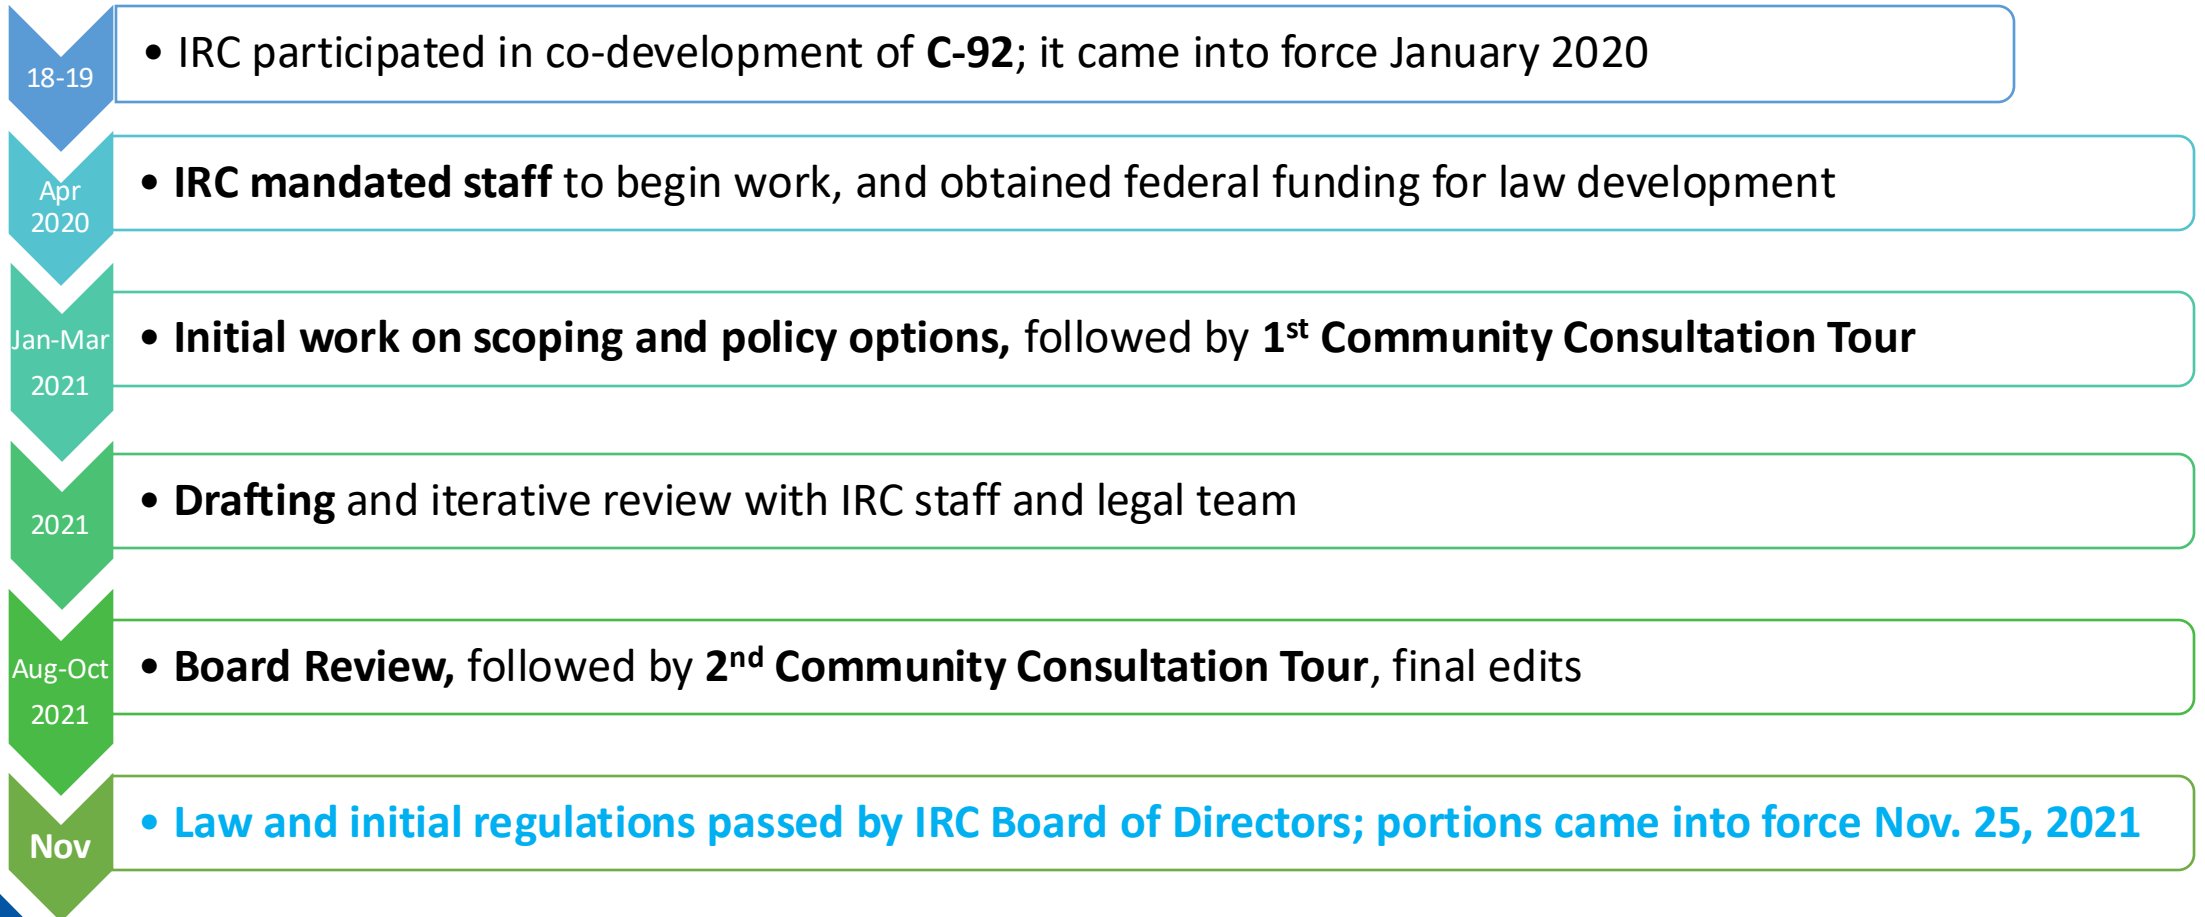 18-19
• IRC participated in co-development of C-92; it came into force January 2020
Apr
2020
• IRC mandated staff to begin work, and obtained federal funding for law development
Jan-Mar
2021
• Initial work on scoping and policy options, followed by 1st Community Consultation Tour
2021
• Drafting and iterative review with IRC staff and legal team
Aug-Oct
2021
• Board Review, followed by 2nd Community Consultation Tour, final edits
Nov
• Law and initial regulations passed by IRC Board of Directors; portions came into force Nov. 25, 2021